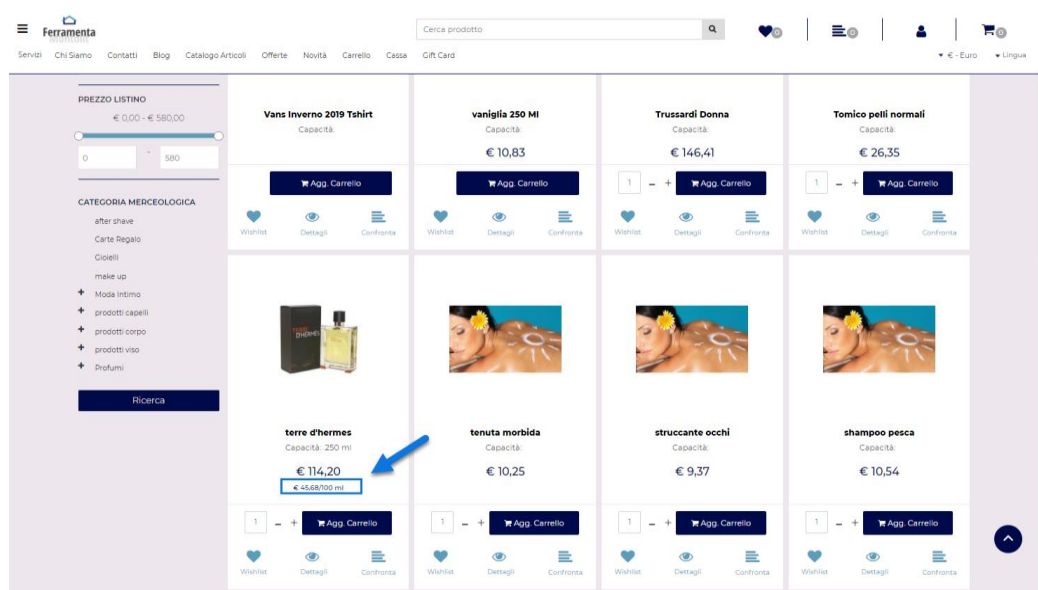 Ferramenta
Cerca prodotto
0
0
0
Servizi Chi Siamo Contatti Blog Catalogo Articoli Offerte Novità Carrello Cassa Gift Card
€ - Euro Lingua
PREZZO LISTINO
€ 0,00 - € 580,00
0 - 580
CATEGORIA MERCEOLOGICA
after shave
Carte Regalo
Gioielli
make up
+ Moda Intimo
+ prodotti capelli
+ prodotti corpo
+ prodotti viso
+ Profumi
Ricerca
Vans Inverno 2019 Tshirt
Capacità:
Agg. Carrello
Wishlist Dettagli Confronta
vaniglia 250 Ml
Capacità:
€ 10,83
Agg. Carrello
Wishlist Dettagli Confronta
Trussardi Donna
Capacità:
€ 146,41
1 - + Agg. Carrello
Wishlist Dettagli Confronta
Tomico pelli normali
Capacità:
€ 26,35
1 - + Agg. Carrello
Wishlist Dettagli Confronta
D'HERMÈS
terre d'hermes
Capacità: 250 ml
€ 114,20
€ 45,68/100 ml
1 - + Agg. Carrello
Wishlist Dettagli Confronta
tenuta morbida
Capacità:
€ 10,25
1 - + Agg. Carrello
Wishlist Dettagli Confronta
struccante occhi
Capacità:
€ 9,37
1 - + Agg. Carrello
Wishlist Dettagli Confronta
shampoo pesca
Capacità:
€ 10,54
1 - + Agg. Carrello
Wishlist Dettagli Confronta